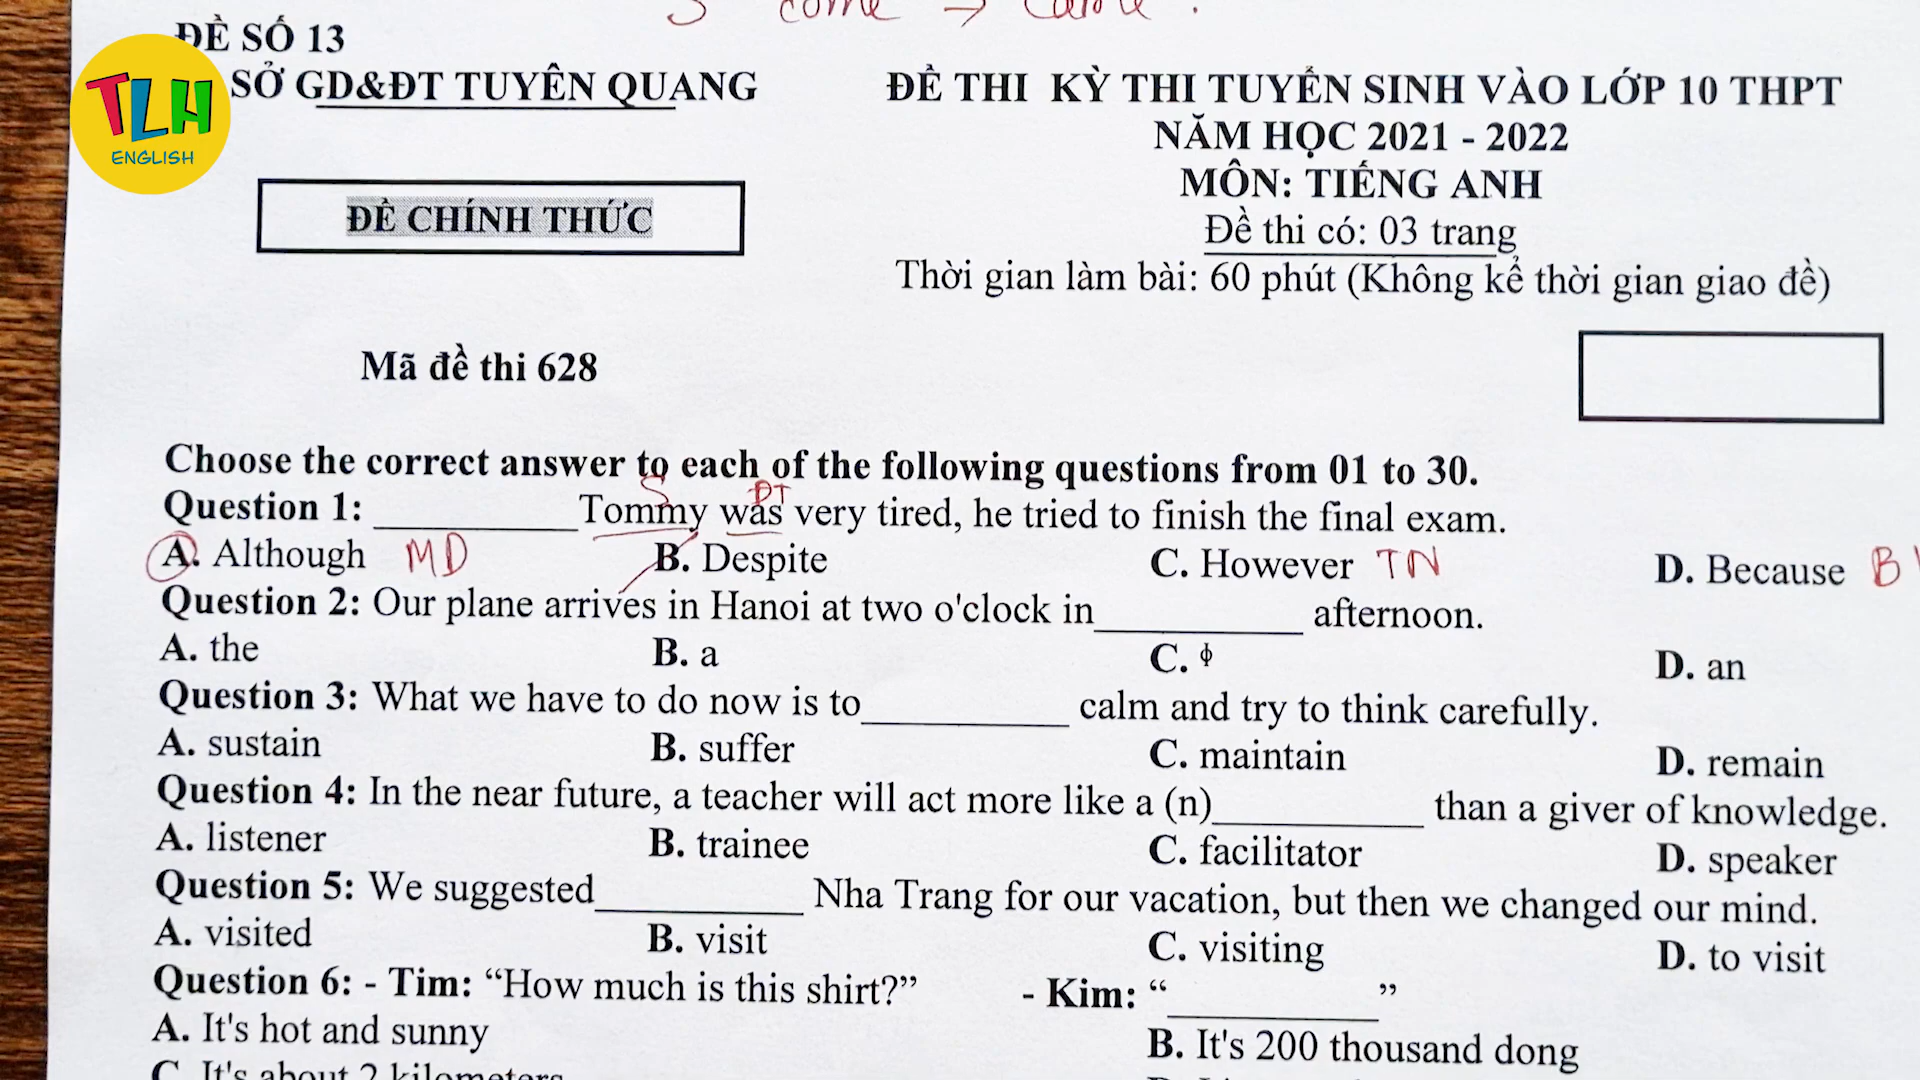 S come → Carole.
ĐỀ SỐ 13
TLH
ENGLISH
SỞ GD&ĐT TUYÊN QUANG
ĐỀ THI KỲ THI TUYỂN SINH VÀO LỚP 10 THPT
NĂM HỌC 2021 - 2022
MÔN: TIẾNG ANH
ĐỀ CHÍNH THỨC
Đề thi có: 03 trang
Thời gian làm bài: 60 phút (Không kể thời gian giao đề)
Mã đề thi 628
Choose the correct answer to each of the following questions from 01 to 30.
S ĐT
Question 1: __________ Tommy was very tired, he tried to finish the final exam.
A. Although MD B. Despite C. However TN D. Because B
Question 2: Our plane arrives in Hanoi at two o'clock in__________ afternoon.
A. the B. a C. ϕ D. an
Question 3: What we have to do now is to__________ calm and try to think carefully.
A. sustain B. suffer C. maintain D. remain
Question 4: In the near future, a teacher will act more like a (n)__________ than a giver of knowledge.
A. listener B. trainee C. facilitator D. speaker
Question 5: We suggested__________ Nha Trang for our vacation, but then we changed our mind.
A. visited B. visit C. visiting D. to visit
Question 6: - Tim: “How much is this shirt?” - Kim: “__________”
A. It's hot and sunny B. It's 200 thousand dong
C. It's about 2 kilometers